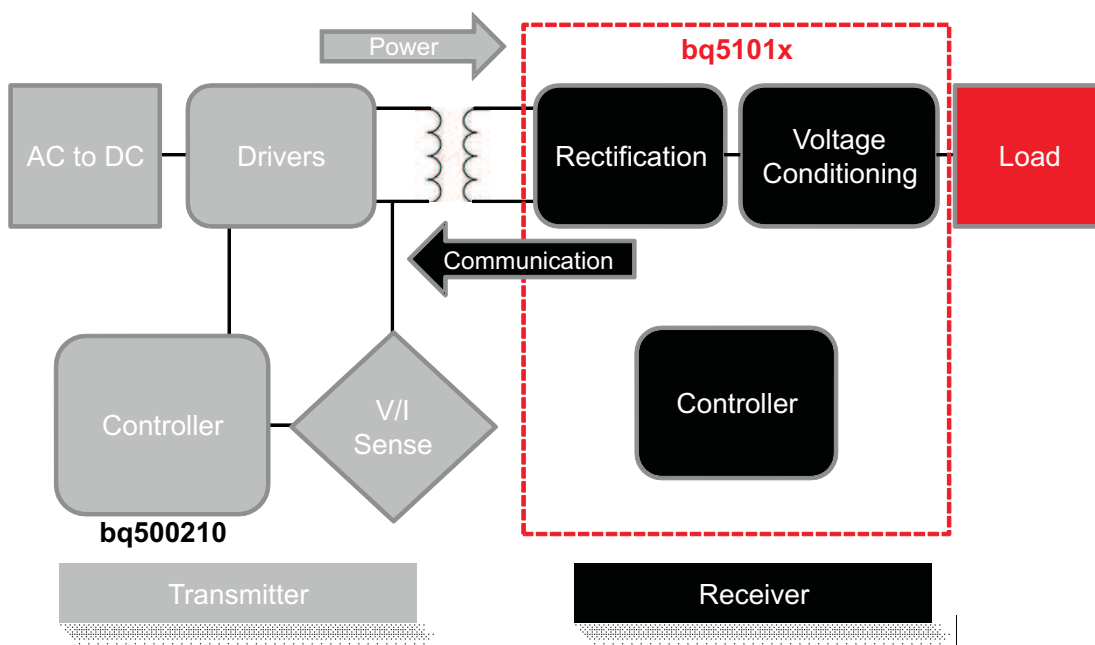 Power
bq5101x
AC to DC
Drivers
Rectification
Voltage
Conditioning
Load
Communication
Controller
V/I
Sense
Controller
bq500210
Transmitter
Receiver